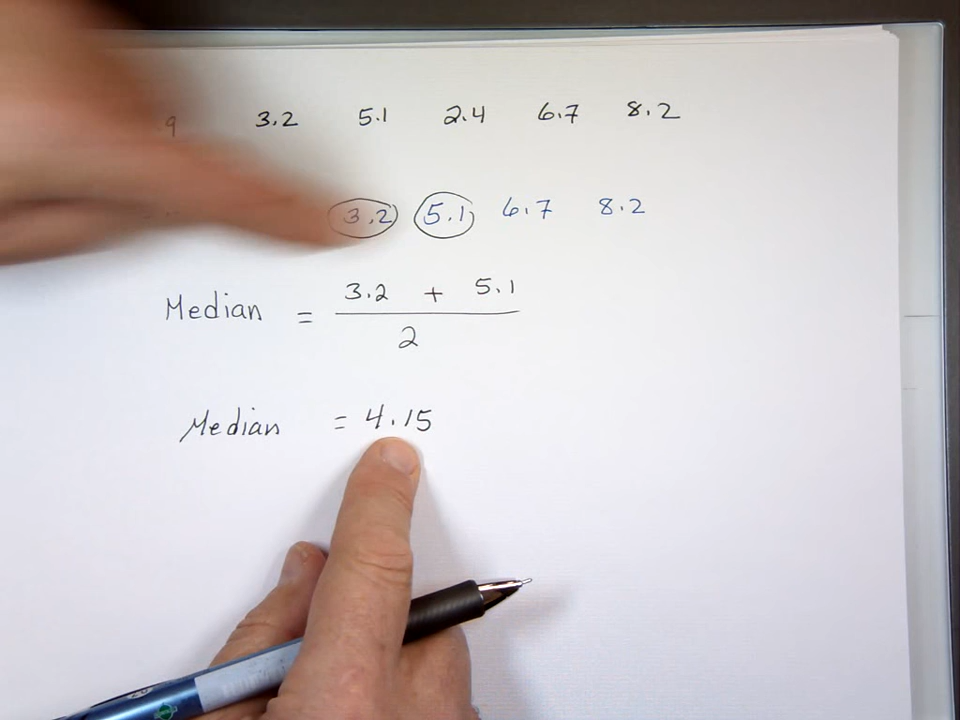 .9 3.2 5.1 2.4 6.7 8.2
3.2 5.1 6.7 8.2
3.2 + 5.1
Median = ———
2
Median = 4.15